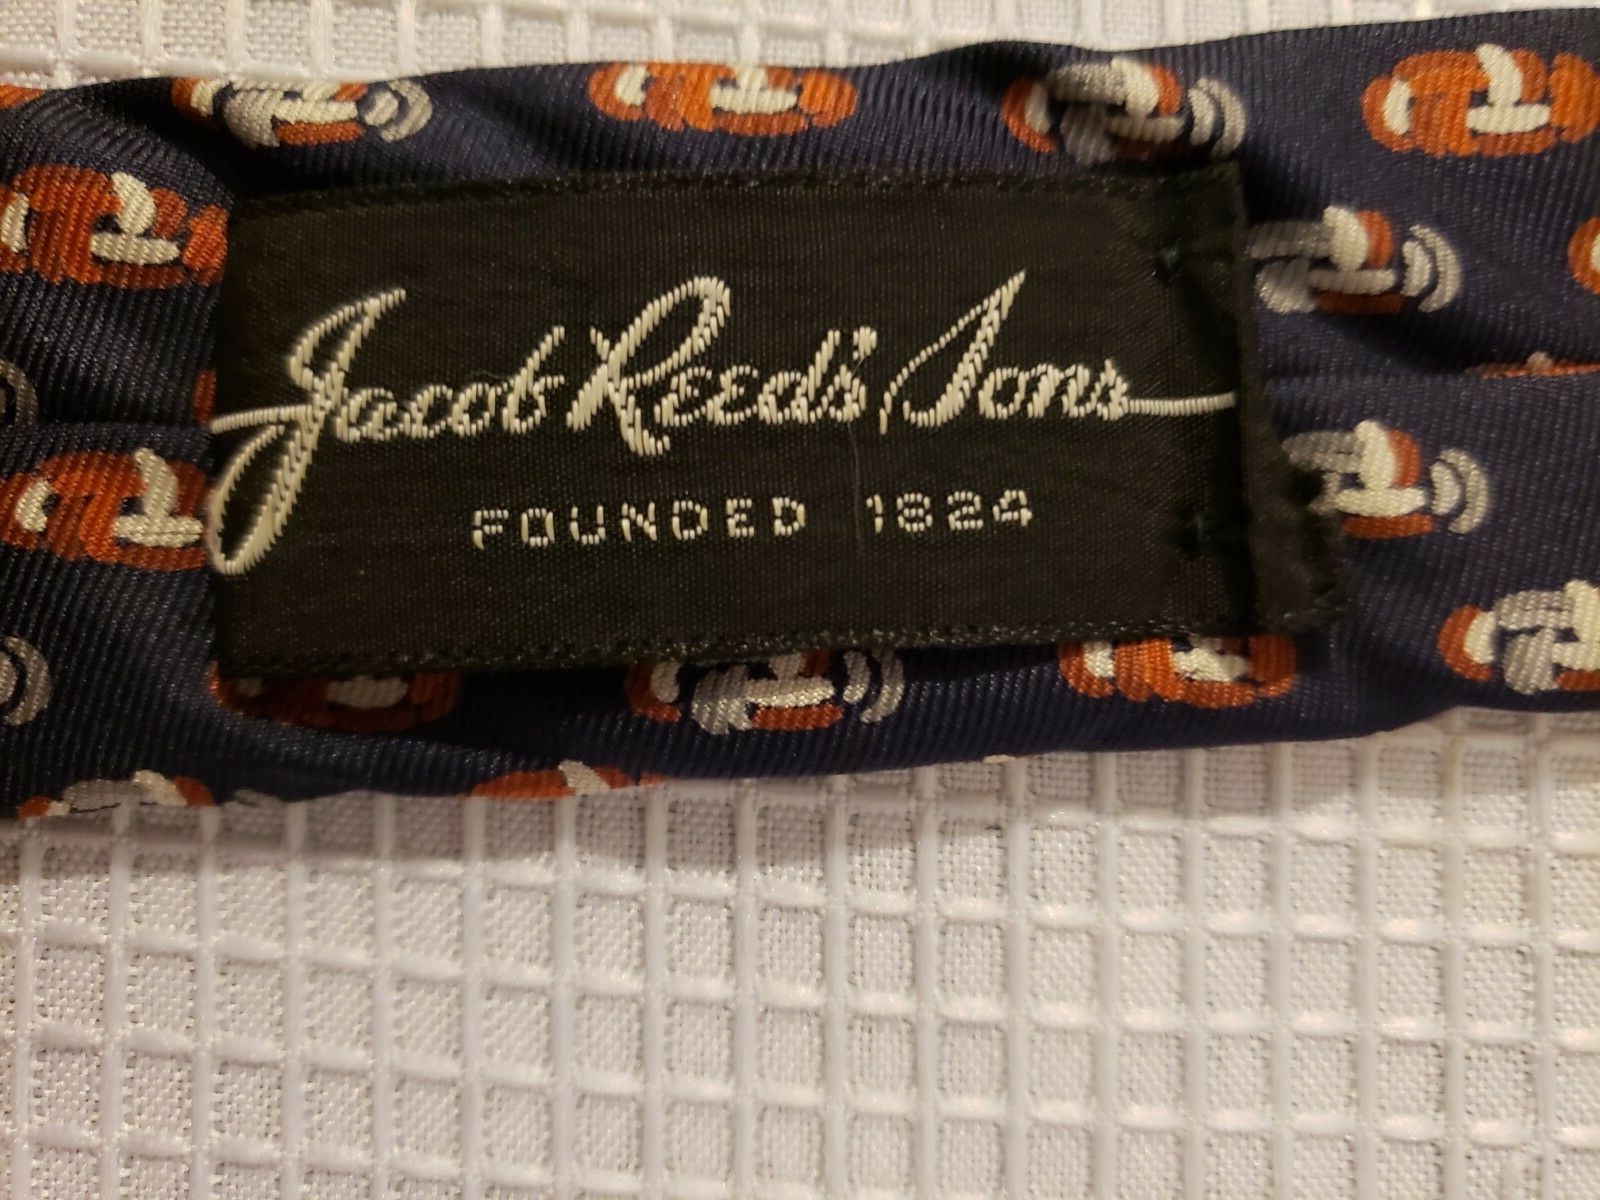 Jacob Reed's Sons
FOUNDED 1824